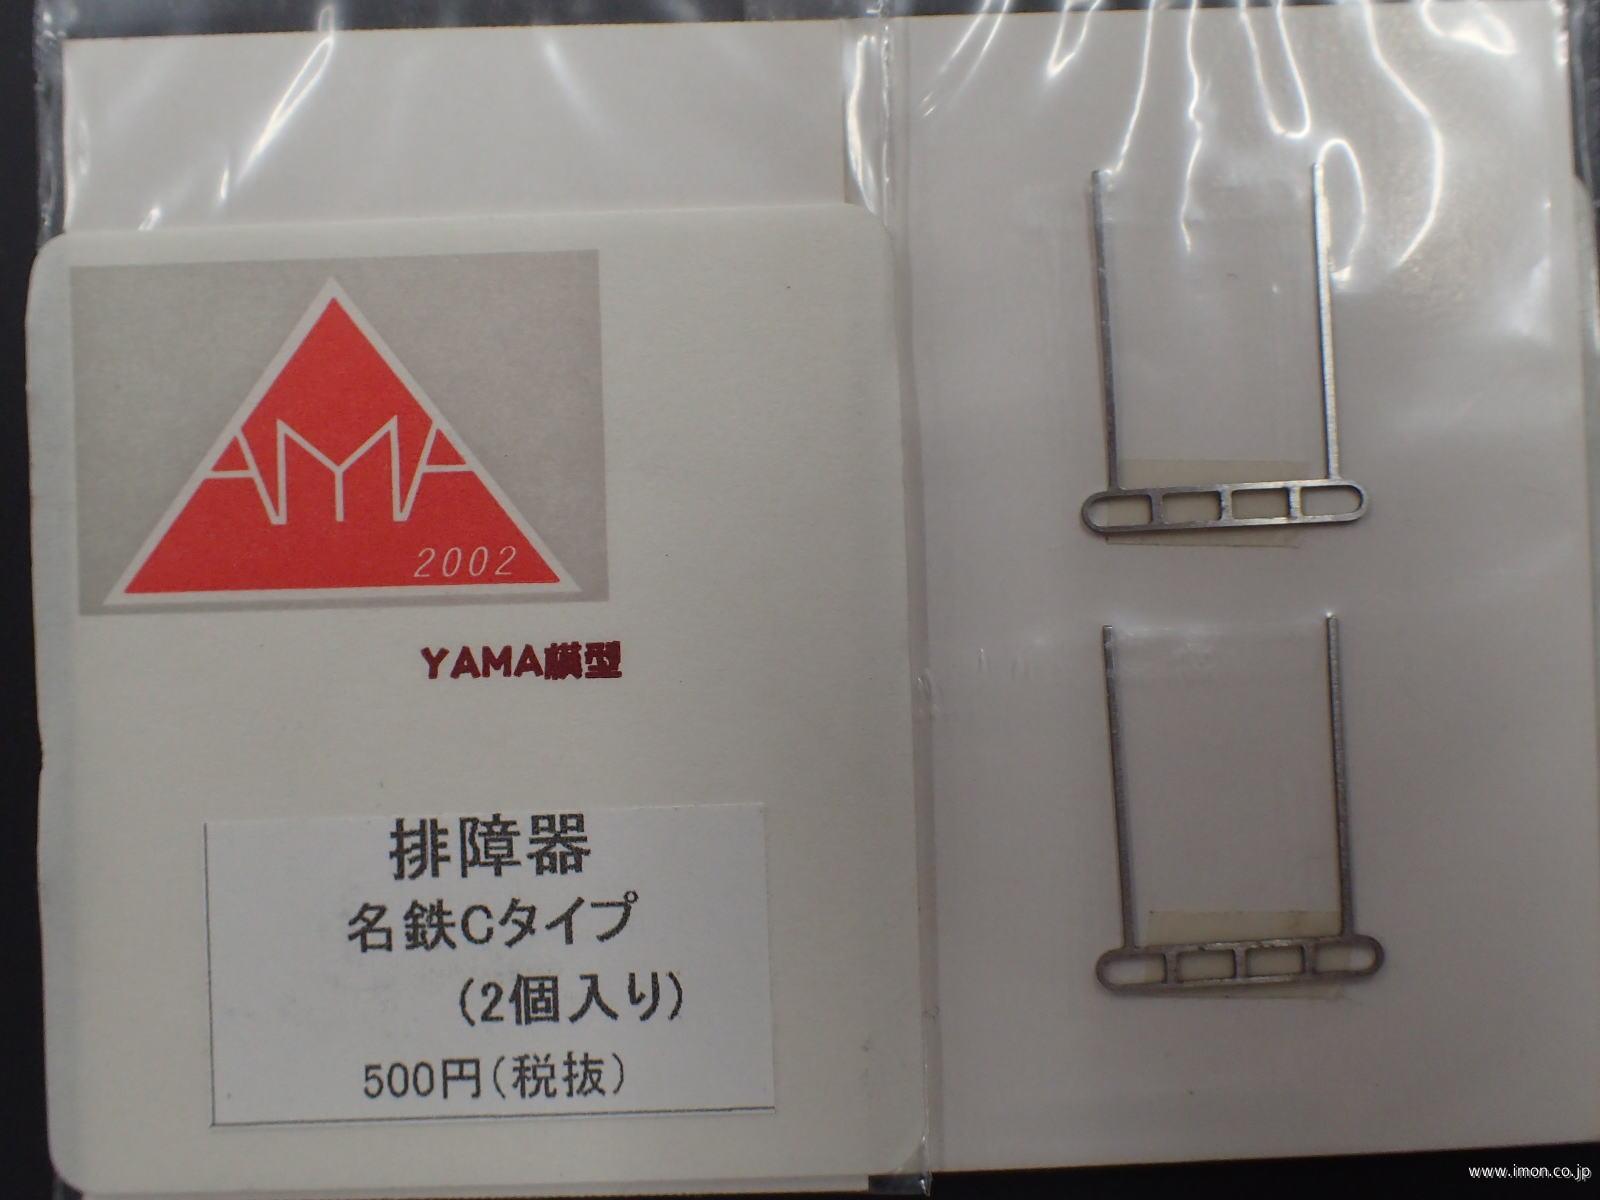 YAMA
2002
YAMA模型
排障器
名鉄Cタイプ
(2個入り)
500円(税抜)
www.imon.co.jp